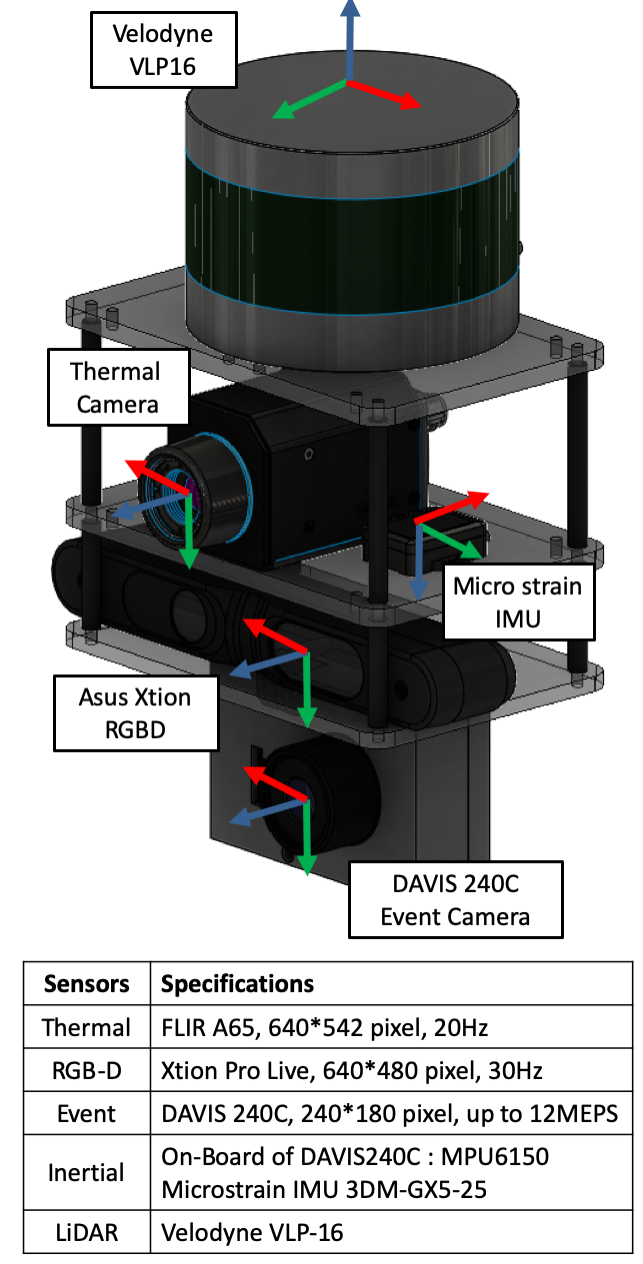 Velodyne
VLP16
Thermal
Camera
Micro strain
IMU
Asus Xtion
RGBD
DAVIS 240C
Event Camera
Sensors Specifications
Thermal FLIR A65, 640*542 pixel, 20Hz
RGB-D Xtion Pro Live, 640*480 pixel, 30Hz
Event DAVIS 240C, 240*180 pixel, up to 12MEPS
Inertial On-Board of DAVIS240C : MPU6150
Microstrain IMU 3DM-GX5-25
LiDAR Velodyne VLP-16